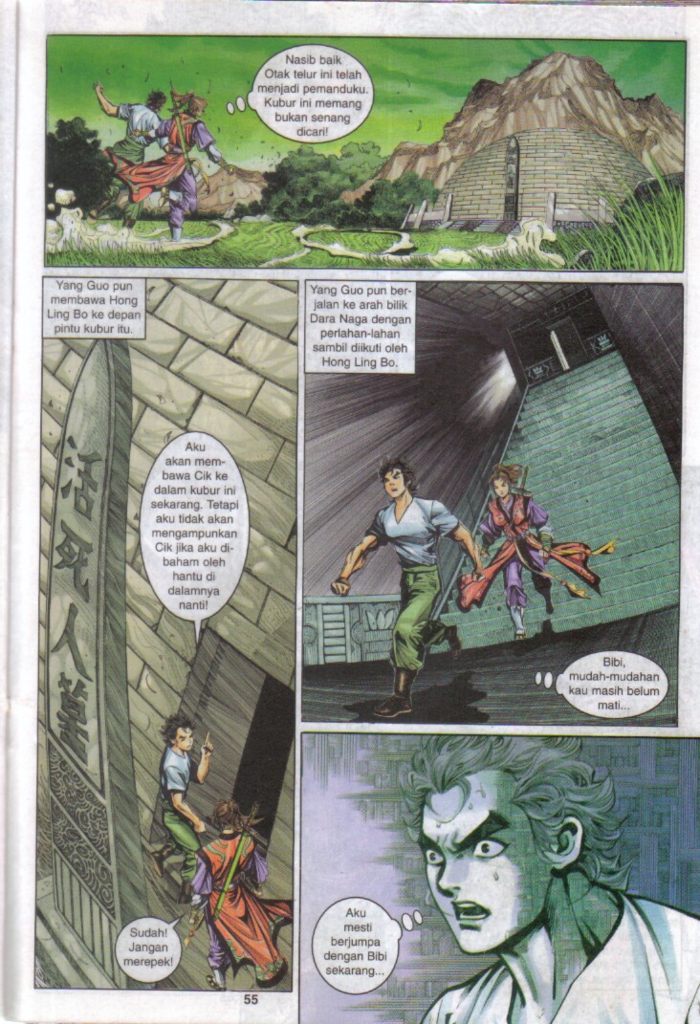 Nasib baik
Otak telur ini telah
menjadi pemanduku.
Kubur ini memang
bukan senang
dicari!
Yang Guo pun
membawa Hong
Ling Bo ke depan
pintu kubur itu.
活死人墓
Aku
akan mem-
bawa Cik ke
dalam kubur ini
sekarang. Tetapi
aku tidak akan
mengampunkan
Cik jika aku di-
baham oleh
hantu di
dalamnya
nanti!
Sudah!
Jangan
merepek!
Yang Guo pun ber-
jalan ke arah bilik
Dara Naga dengan
perlahan-lahan
sambil diikuti oleh
Hong Ling Bo.
Bibi,
mudah-mudahan
kau masih belum
mati...
Aku
mesti
berjumpa
dengan Bibi
sekarang...
55